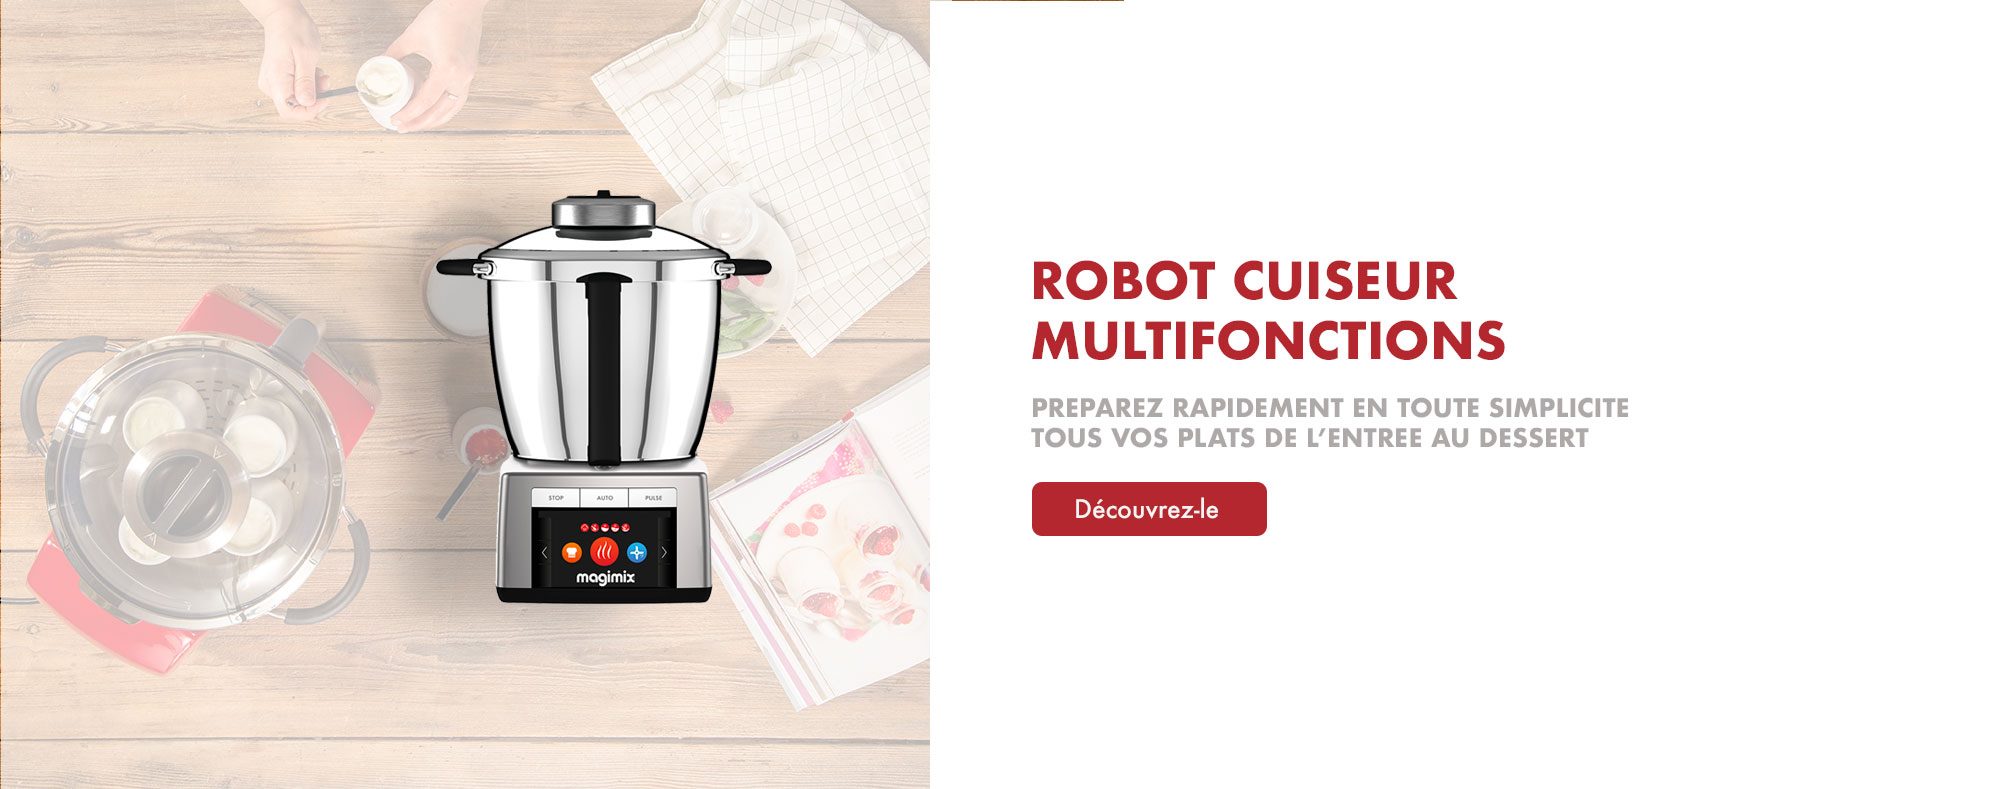 STOP AUTO PULSE
magimix
ROBOT CUISEUR
MULTIFONCTIONS
PREPAREZ RAPIDEMENT EN TOUTE SIMPLICITE
TOUS VOS PLATS DE L’ENTREE AU DESSERT
Découvrez-le